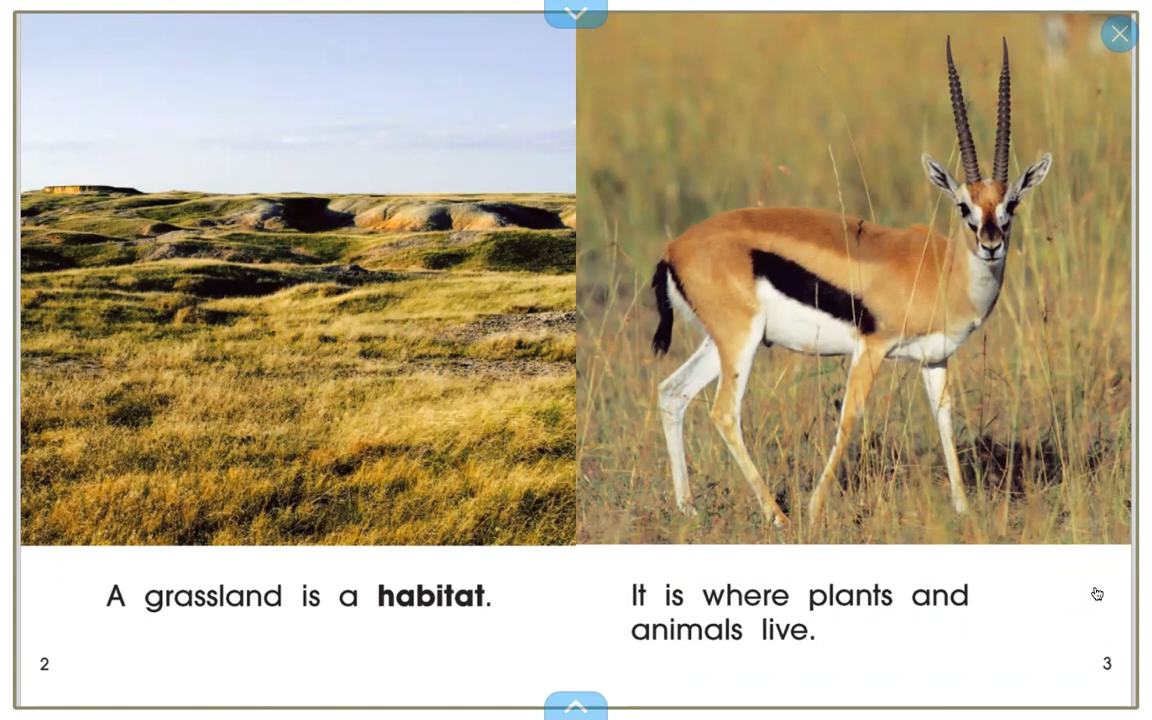 A grassland is a habitat.
2
It is where plants and
animals live.
3